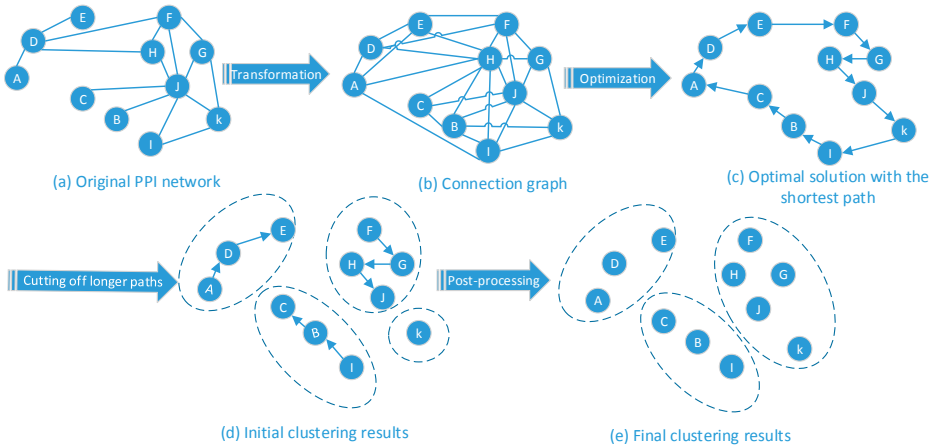 E
F
D
H
G
A
J
C
B
k
I
Transformation
E
F
D
H
G
A
J
C
B
k
I
Optimization
E
F
D
H
G
A
J
C
B
k
I
(a) Original PPI network
(b) Connection graph
(c) Optimal solution with the
shortest path
Cutting off longer paths
E
D
A
F
H
G
J
C
B
I
k
Post-processing
E
D
A
F
H
G
J
k
C
B
I
(d) Initial clustering results
(e) Final clustering results